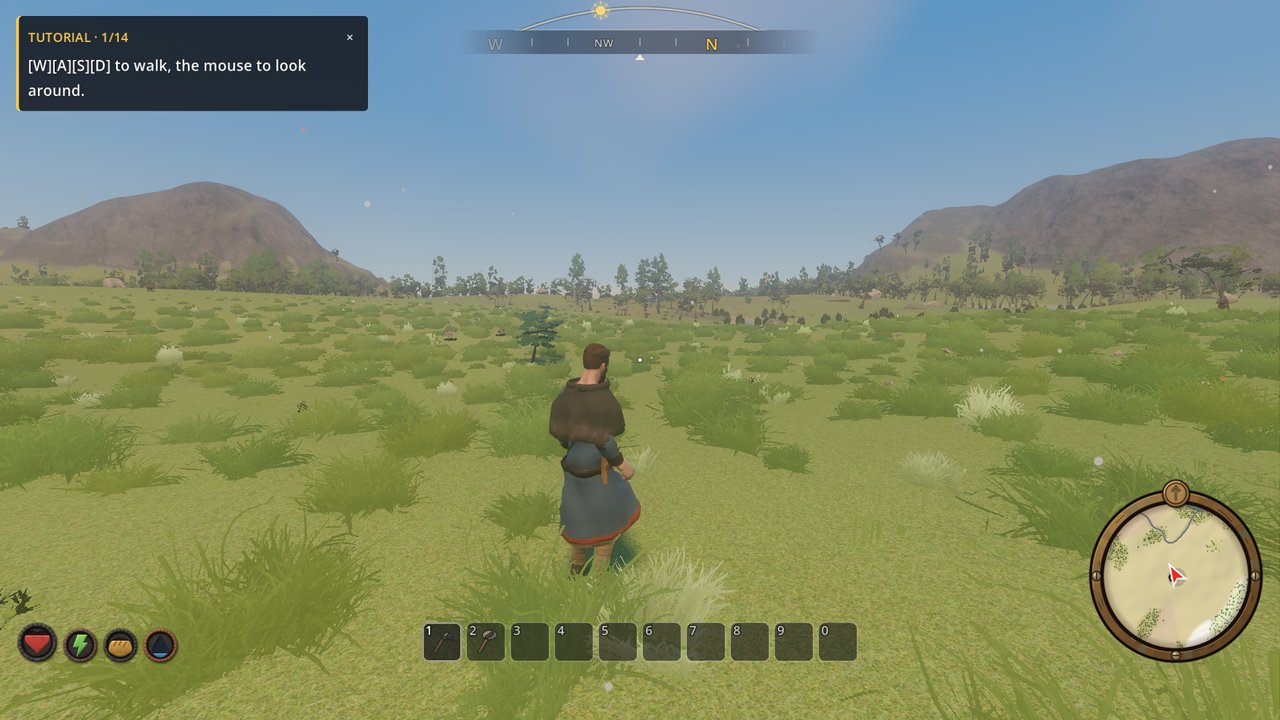 TUTORIAL · 1/14
×
[W][A][S][D] to walk, the mouse to look
around.
W NW N
1 2 3 4 5 6 7 8 9 0